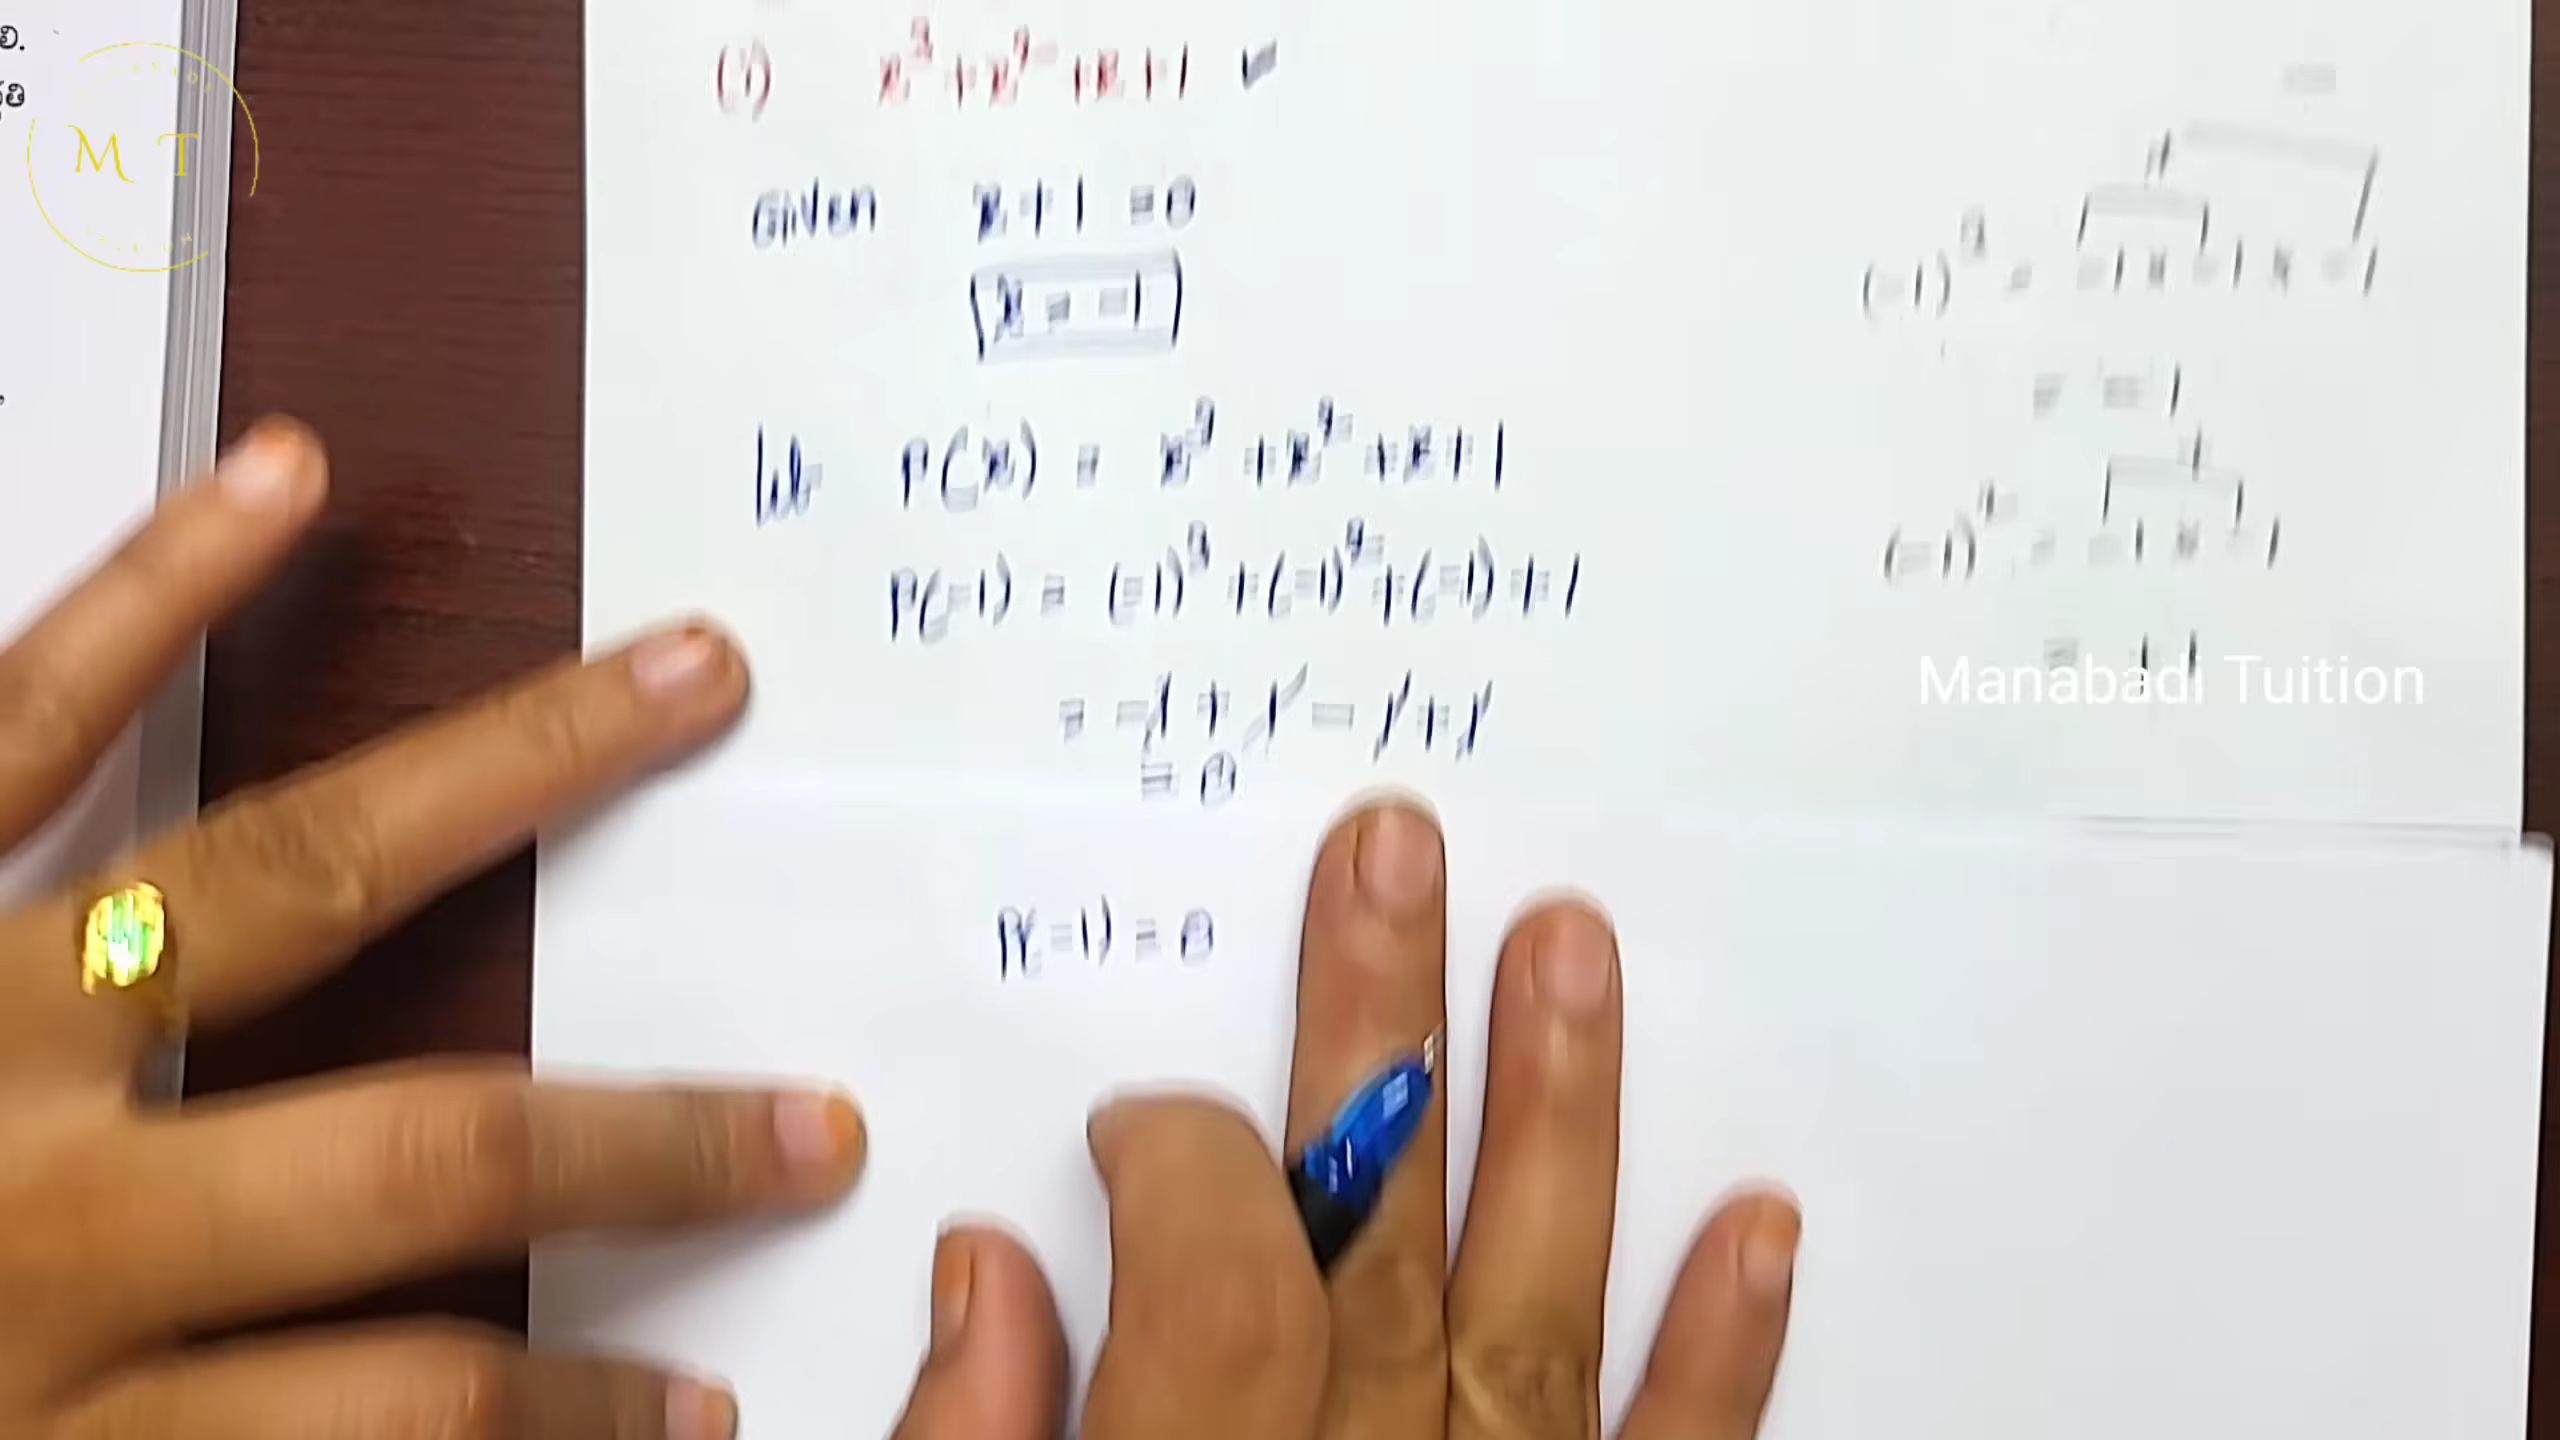 లి.
తి
M T
(i) x³ + x² + x + 1
Given x + 1 = 0
x = -1
let P(x) = x³ + x² + x + 1
P(-1) = (-1)³ + (-1)² + (-1) + 1
= -1 + 1 - 1 + 1
= 0
P(-1) = 0
(-1)³ = -1 x -1 x -1
= -1
(-1)² = -1 x -1
= +1
Manabadi Tuition